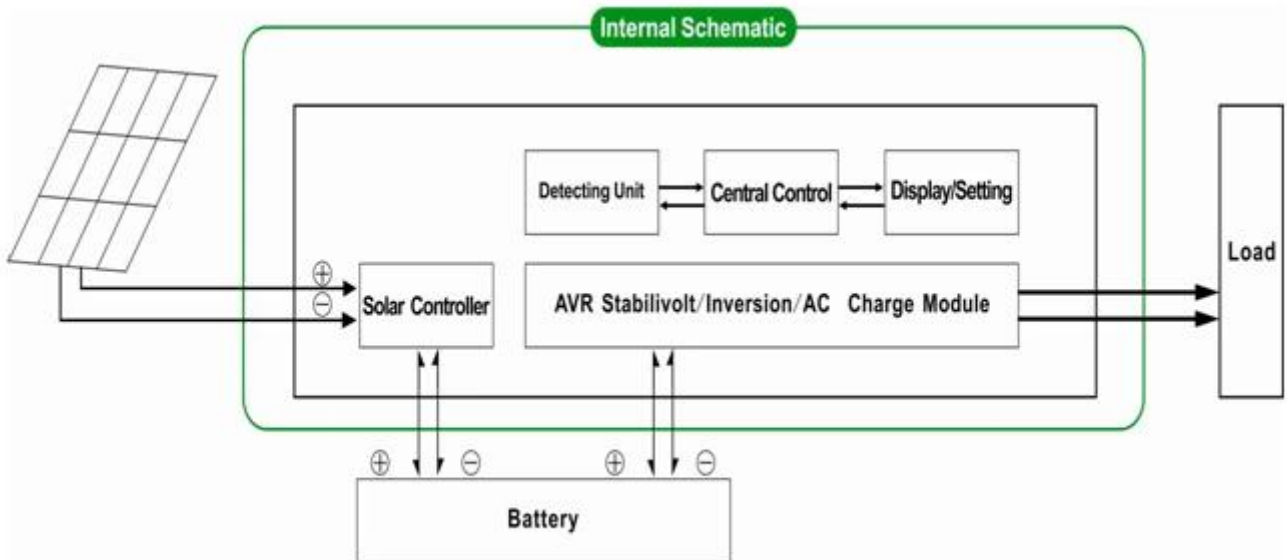 Internal Schematic
Detecting Unit
Central Control
Display/Setting
Load
⊕
⊖
Solar Controller
AVR Stabilivolt/Inversion/AC Charge Module
⊕ ⊖ ⊕ ⊖
Battery